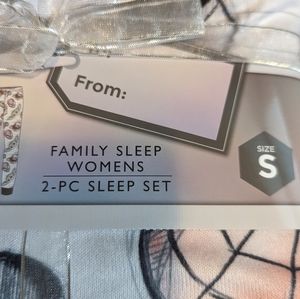 From:
FAMILY SLEEP
WOMENS
2-PC SLEEP SET
SIZE
S